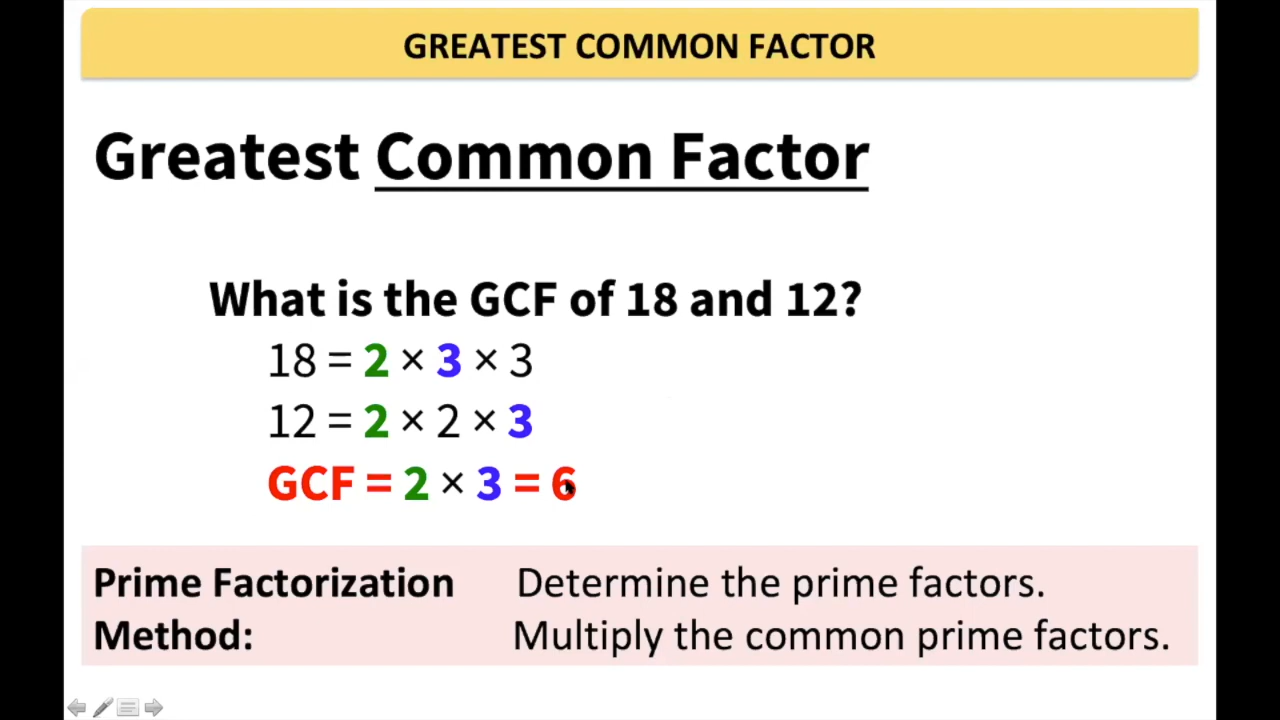 GREATEST COMMON FACTOR
Greatest Common Factor
What is the GCF of 18 and 12?
18 = 2 × 3 × 3
12 = 2 × 2 × 3
GCF = 2 × 3 = 6
Prime Factorization Determine the prime factors.
Method: Multiply the common prime factors.